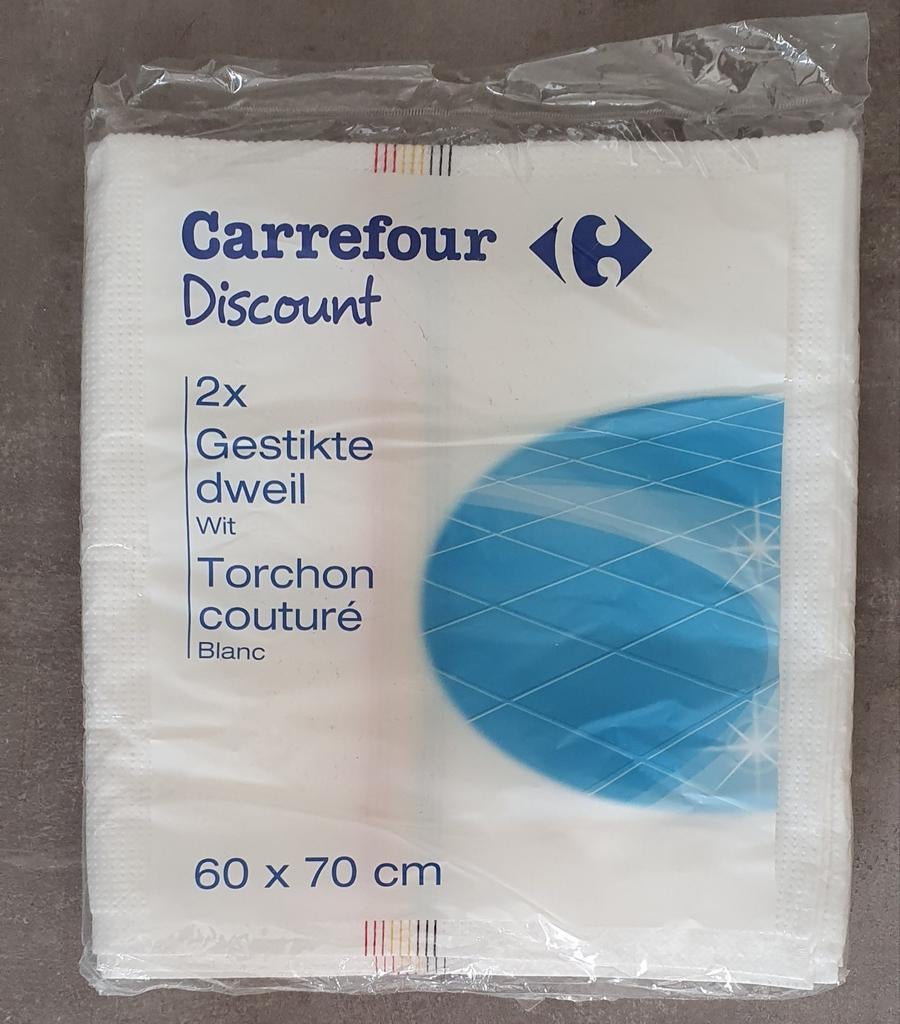 Carrefour
Discount
2x
Gestikte
dweil
Wit
Torchon
couturé
Blanc
60 x 70 cm